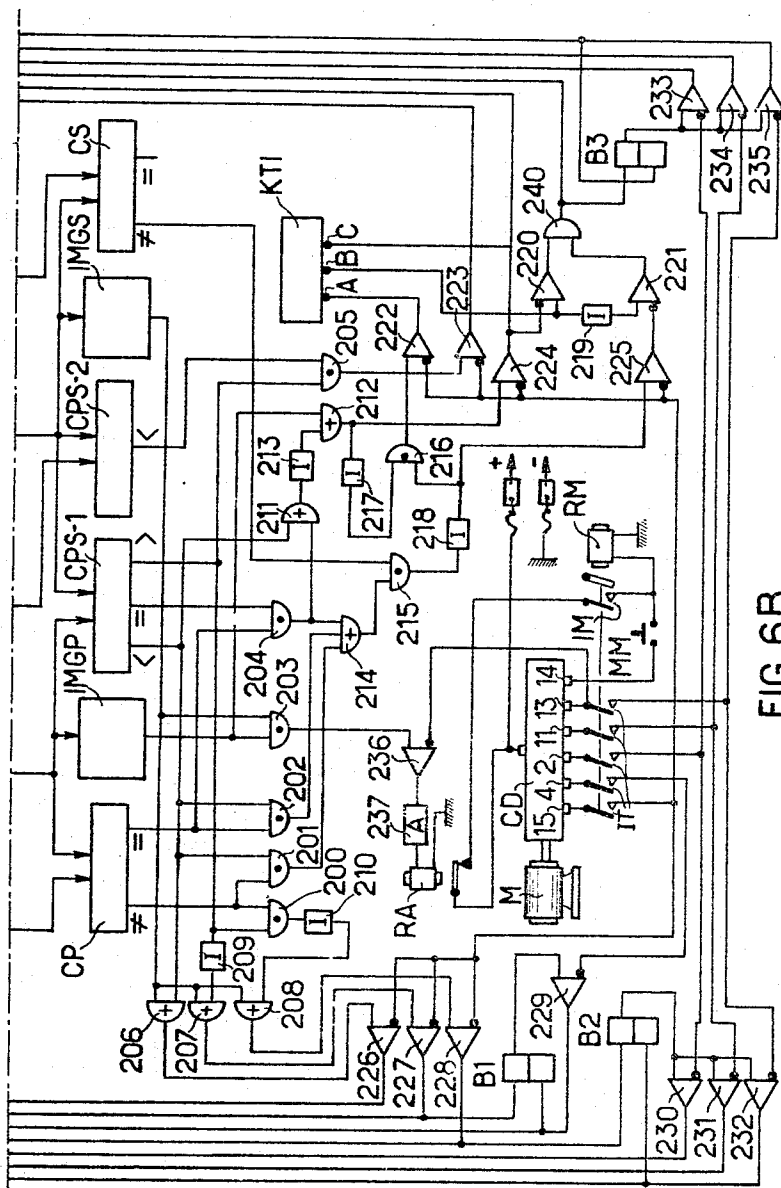 CS
=
≠
IMGS
CPS-2
<
CPS-1
>
=
<
IMGP
CP
=
≠
KTI
A
B
C
205
212
213
I
211
+
204
203
202
201
200
206
207
208
209
I
210
I
214
215
216
217
I
218
I
219
I
222
223
224
220
221
225
240
B3
233
234
235
+
-
RM
IM
MM
236
237
A
RA
CD
15
4
2
11
13
14
IT
M
226
227
228
229
B1
B2
230
231
232
FIG.6B